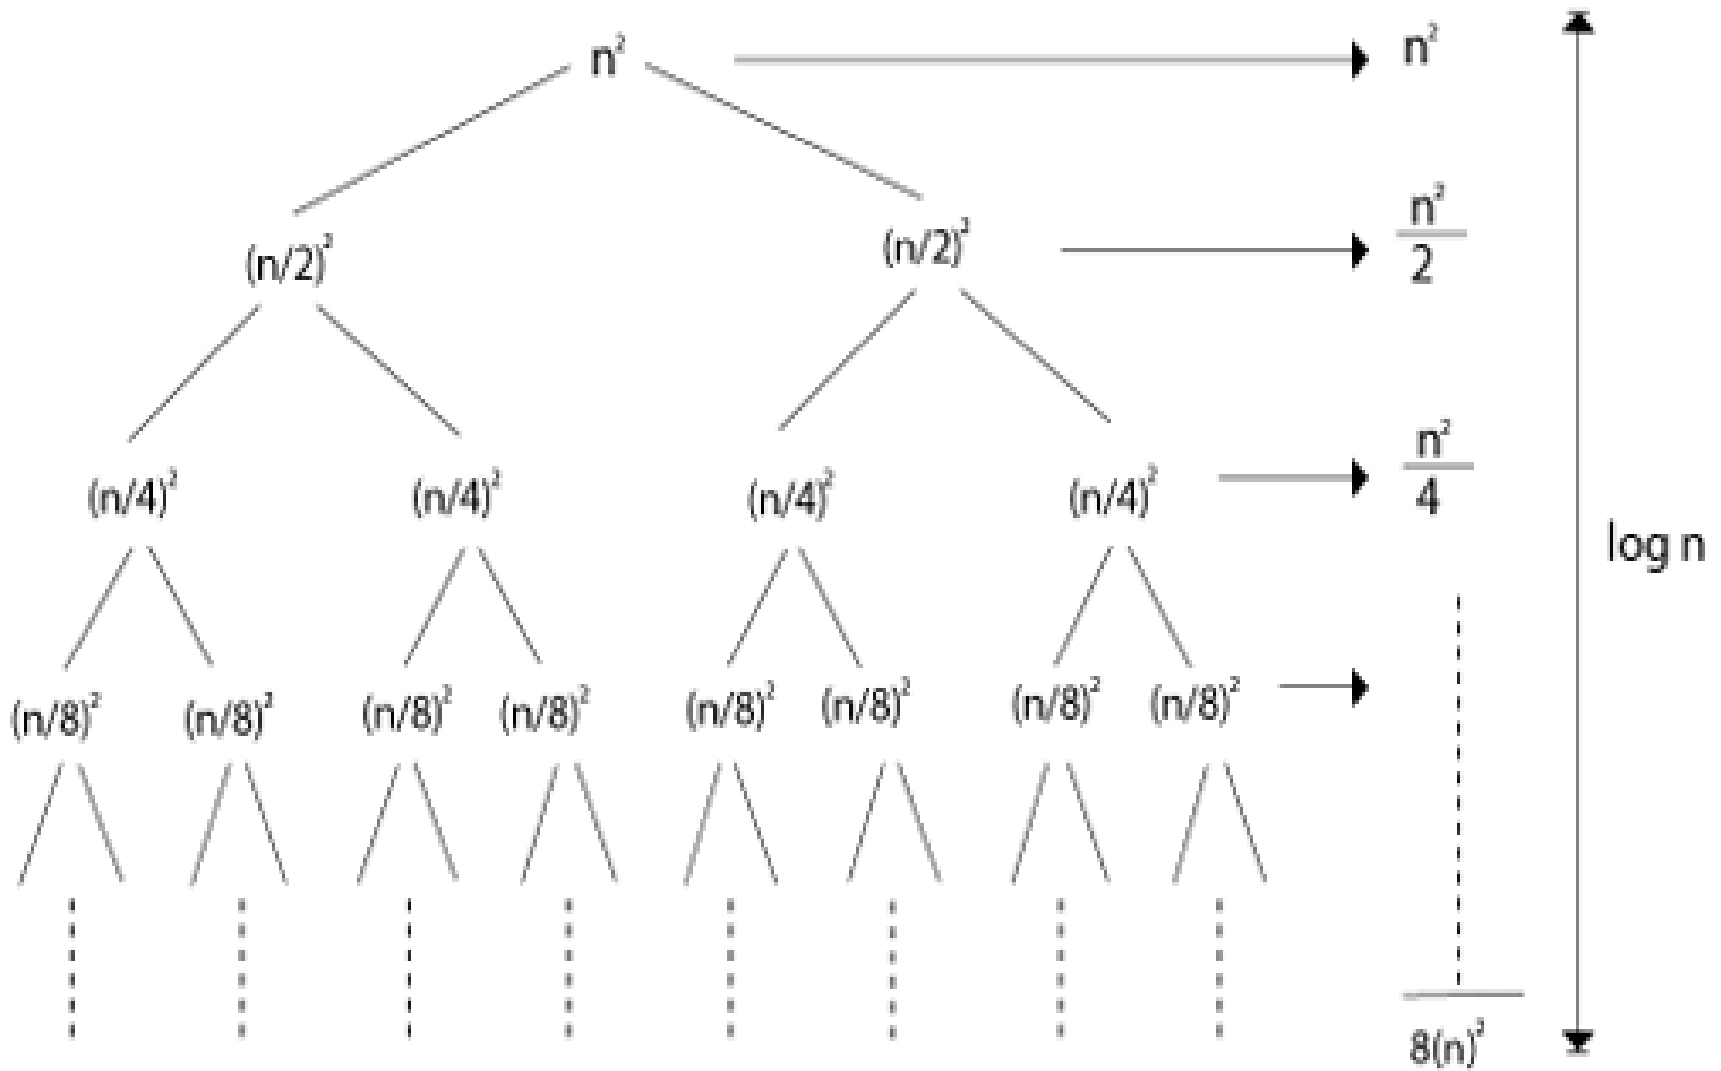 n² n²
(n/2)² (n/2)² n²/2
(n/4)² (n/4)² (n/4)² (n/4)² n²/4
log n
(n/8)² (n/8)² (n/8)² (n/8)² (n/8)² (n/8)² (n/8)² (n/8)²
8(n)²